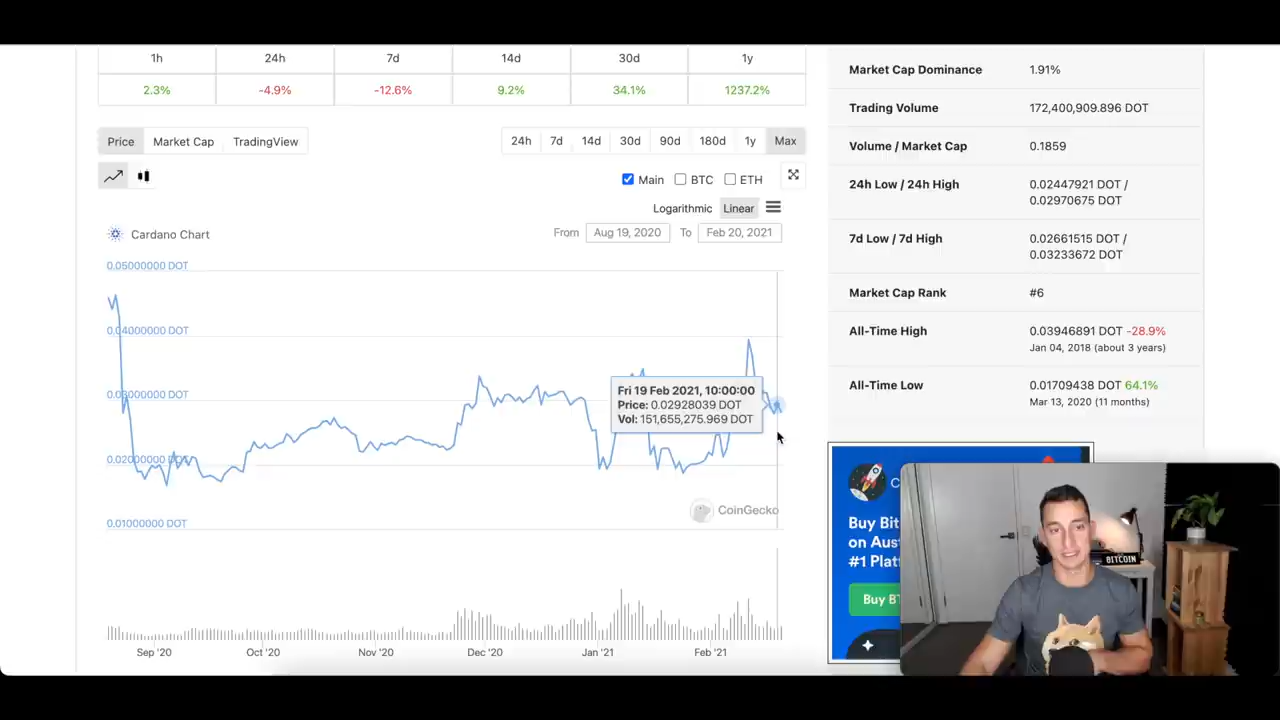 1h 24h 7d 14d 30d 1y
2.3% -4.9% -12.6% 9.2% 34.1% 1237.2%
Price Market Cap TradingView
24h 7d 14d 30d 90d 180d 1y Max
Main BTC ETH
Logarithmic Linear
Cardano Chart
From Aug 19, 2020 To Feb 20, 2021
0.05000000 DOT
0.04000000 DOT
0.03000000 DOT
0.02000000 DOT
0.01000000 DOT
Fri 19 Feb 2021, 10:00:00
Price: 0.02928039 DOT
Vol: 151,655,275.969 DOT
CoinGecko
Sep '20 Oct '20 Nov '20 Dec '20 Jan '21 Feb '21
Market Cap Dominance 1.91%
Trading Volume 172,400,909.896 DOT
Volume / Market Cap 0.1859
24h Low / 24h High 0.02447921 DOT /
0.02970675 DOT
7d Low / 7d High 0.02661515 DOT /
0.03233672 DOT
Market Cap Rank #6
All-Time High 0.03946891 DOT -28.9%
Jan 04, 2018 (about 3 years)
All-Time Low 0.01709438 DOT 64.1%
Mar 13, 2020 (11 months)
Buy Bit
on Aus
#1 Plat
Buy BT
BITCOIN